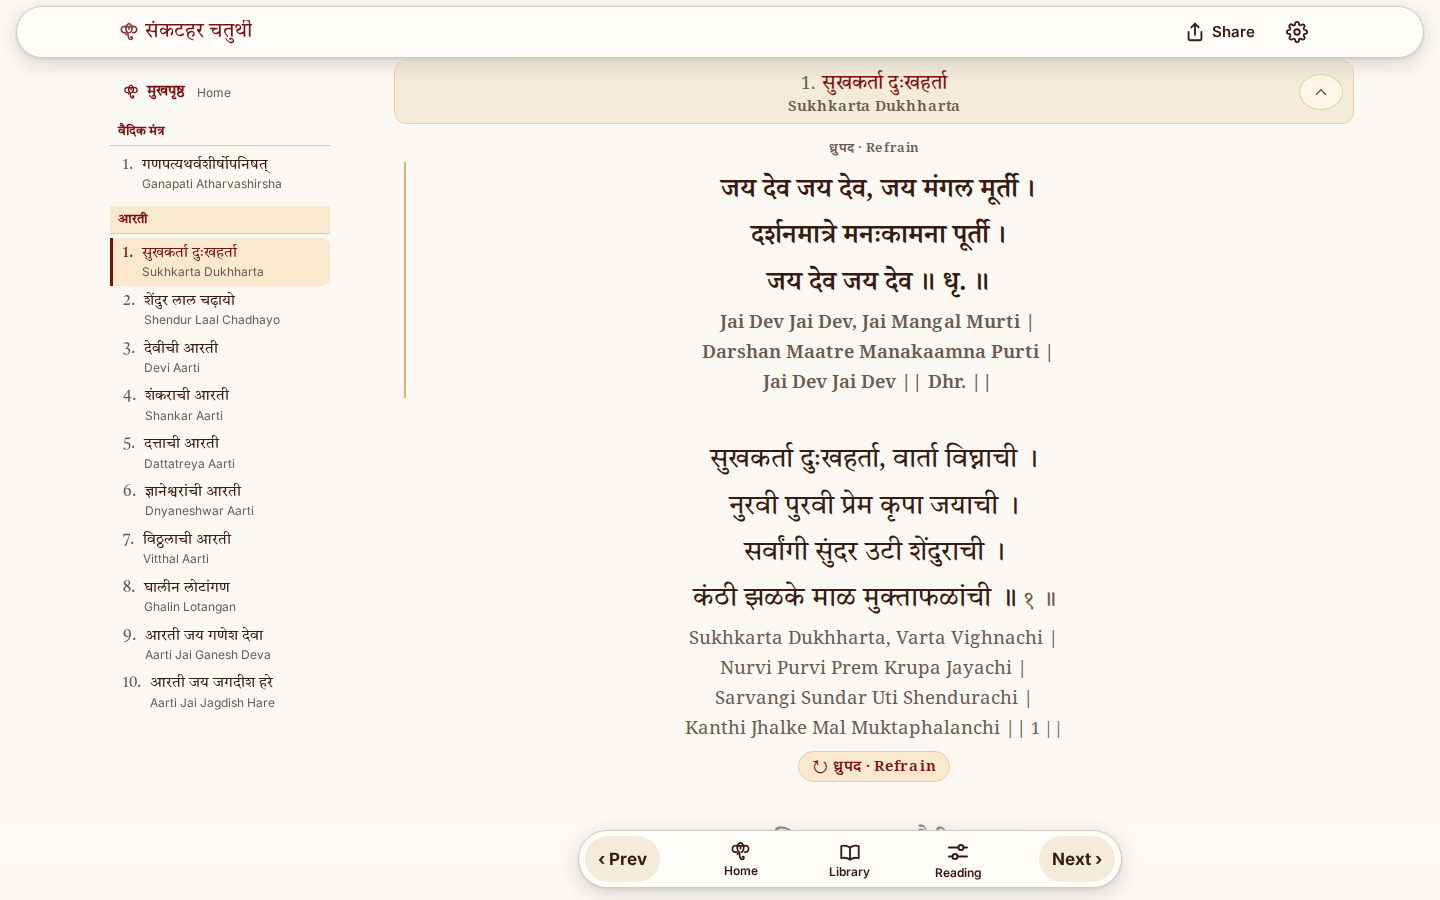 संकटहर चतुर्थी
Share
मुखपृष्ठ Home
वैदिक मंत्र
1. गणपत्यथर्वशीर्षोपनिषत्
Ganapati Atharvashirsha
आरती
1. सुखकर्ता दुःखहर्ता
Sukhkarta Dukhharta
2. शेंदुर लाल चढ़ायो
Shendur Laal Chadhayo
3. देवीची आरती
Devi Aarti
4. शंकराची आरती
Shankar Aarti
5. दत्ताची आरती
Dattatreya Aarti
6. ज्ञानेश्वरांची आरती
Dnyaneshwar Aarti
7. विठ्ठलाची आरती
Vitthal Aarti
8. घालीन लोटांगण
Ghalin Lotangan
9. आरती जय गणेश देवा
Aarti Jai Ganesh Deva
10. आरती जय जगदीश हरे
Aarti Jai Jagdish Hare
1. सुखकर्ता दुःखहर्ता
Sukhkarta Dukhharta
ध्रुपद · Refrain
जय देव जय देव, जय मंगल मूर्ती ।
दर्शनमात्रे मनःकामना पूर्ती ।
जय देव जय देव ॥ धृ. ॥
Jai Dev Jai Dev, Jai Mangal Murti |
Darshan Maatre Manakaamna Purti |
Jai Dev Jai Dev || Dhr. ||
सुखकर्ता दुःखहर्ता, वार्ता विघ्नाची ।
नुरवी पुरवी प्रेम कृपा जयाची ।
सर्वांगी सुंदर उटी शेंदुराची ।
कंठी झळके माळ मुक्ताफळांची ॥ १ ॥
Sukhkarta Dukhharta, Varta Vighnachi |
Nurvi Purvi Prem Krupa Jayachi |
Sarvangi Sundar Uti Shendurachi |
Kanthi Jhalke Mal Muktaphalanchi || 1 ||
ध्रुपद · Refrain
‹ Prev
Home
Library
Reading
Next ›